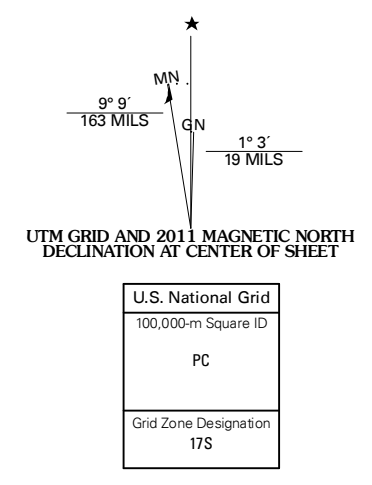 ★
MN
9° 9´
163 MILS
GN
1° 3´
19 MILS
UTM GRID AND 2011 MAGNETIC NORTH
DECLINATION AT CENTER OF SHEET
U.S. National Grid
100,000-m Square ID
PC
Grid Zone Designation
17S